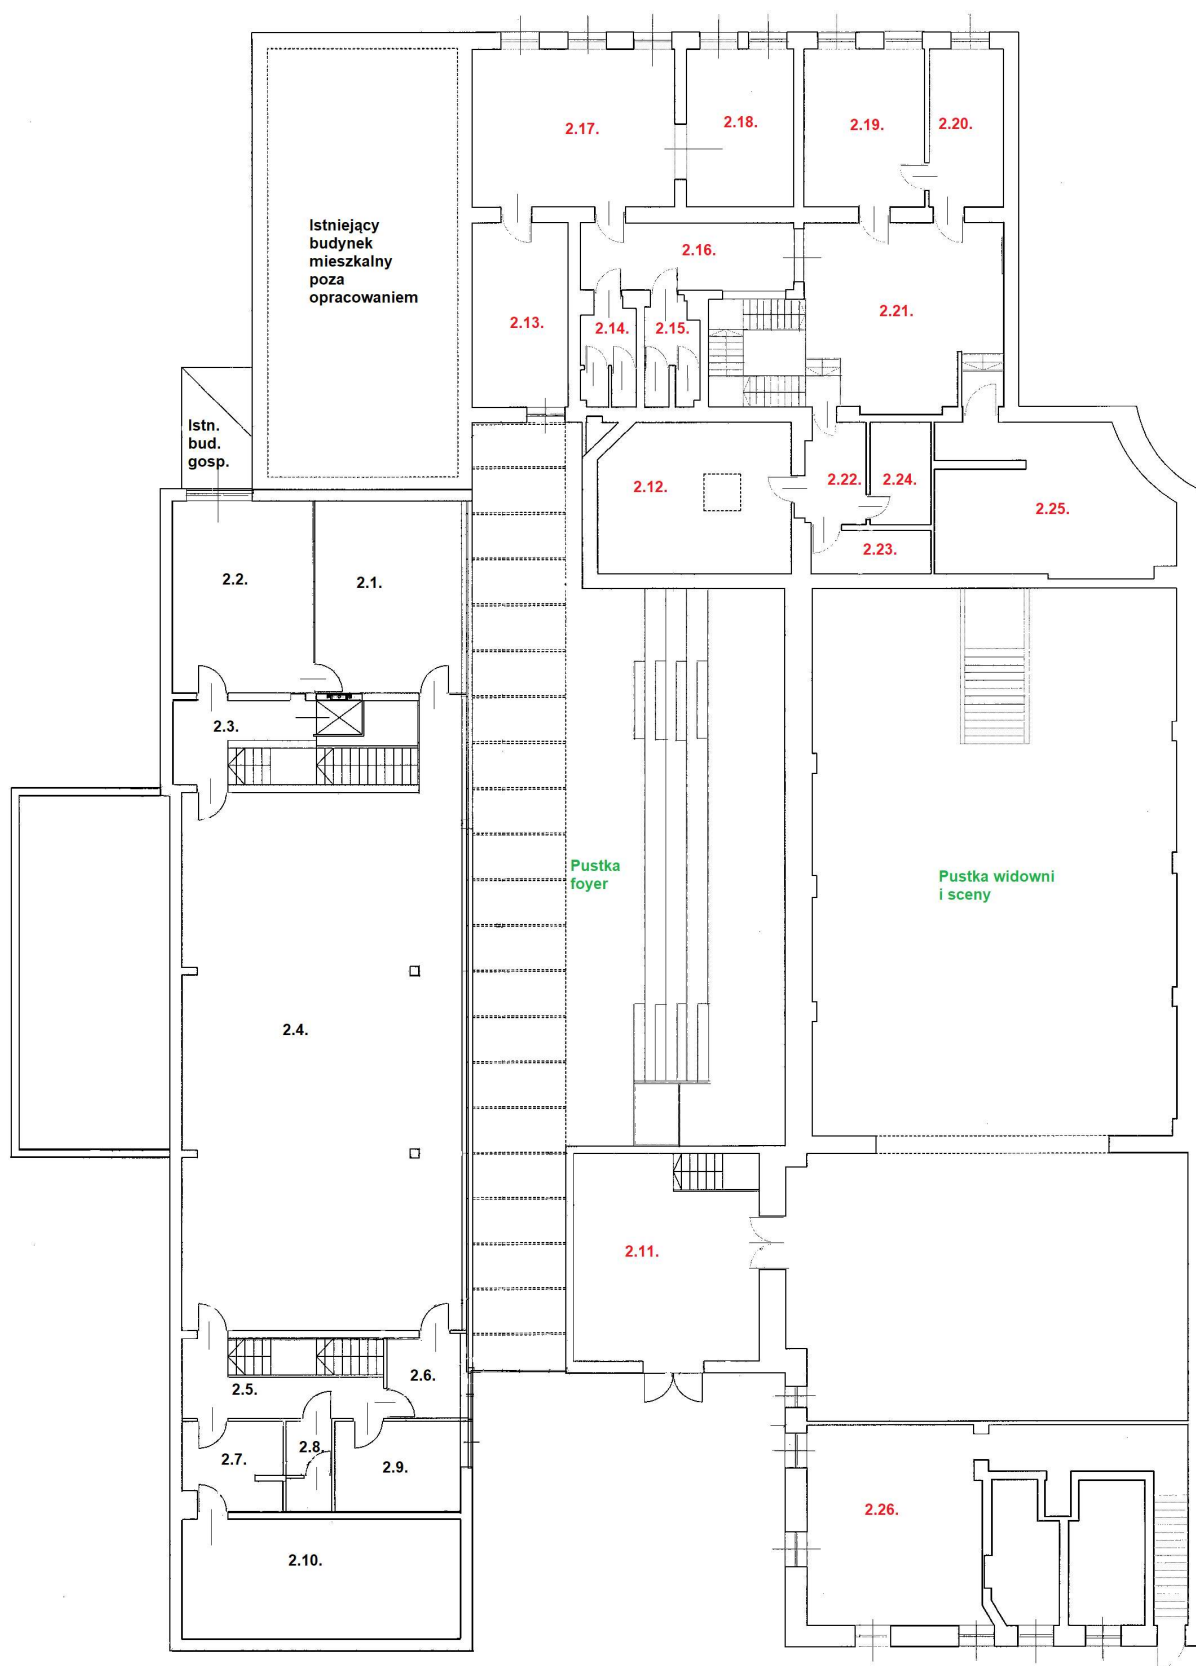 2.17.
2.18.
2.19.
2.20.
Istniejący
budynek
mieszkalny
poza
opracowaniem
2.16.
2.13.
2.14.
2.15.
2.21.
Istn.
bud.
gosp.
2.12.
2.22.
2.24.
2.25.
2.23.
2.2.
2.1.
2.3.
Pustka
foyer
Pustka widowni
i sceny
2.4.
2.11.
2.5.
2.6.
2.7.
2.8.
2.9.
2.26.
2.10.